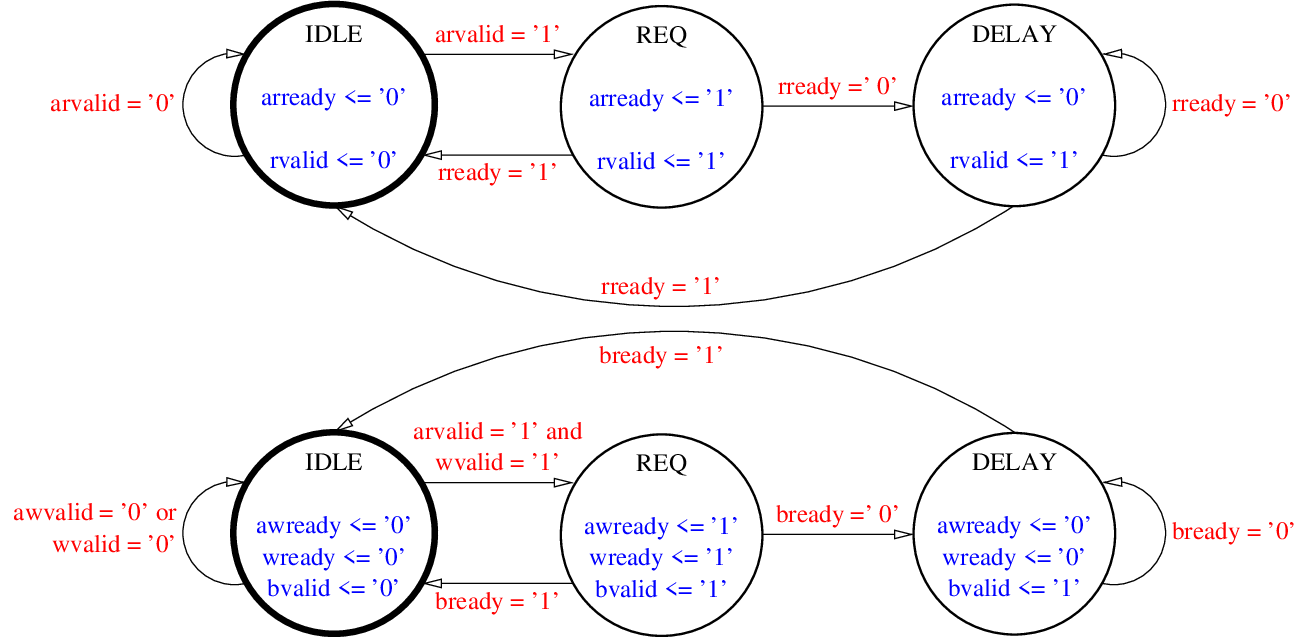 IDLE
REQ
DELAY
arvalid = '1'
arready <= '0'
arready <= '1'
arready <= '0'
rready =' 0'
arvalid = '0'
rready = '0'
rvalid <= '0'
rvalid <= '1'
rvalid <= '1'
rready = '1'
rready = '1'
bready = '1'
arvalid = '1' and
wvalid = '1'
IDLE
REQ
DELAY
awvalid = '0' or
wvalid = '0'
awready <= '0'
wready <= '0'
bvalid <= '0'
awready <= '1'
wready <= '1'
bvalid <= '1'
bready =' 0'
awready <= '0'
wready <= '0'
bvalid <= '1'
bready = '0'
bready = '1'